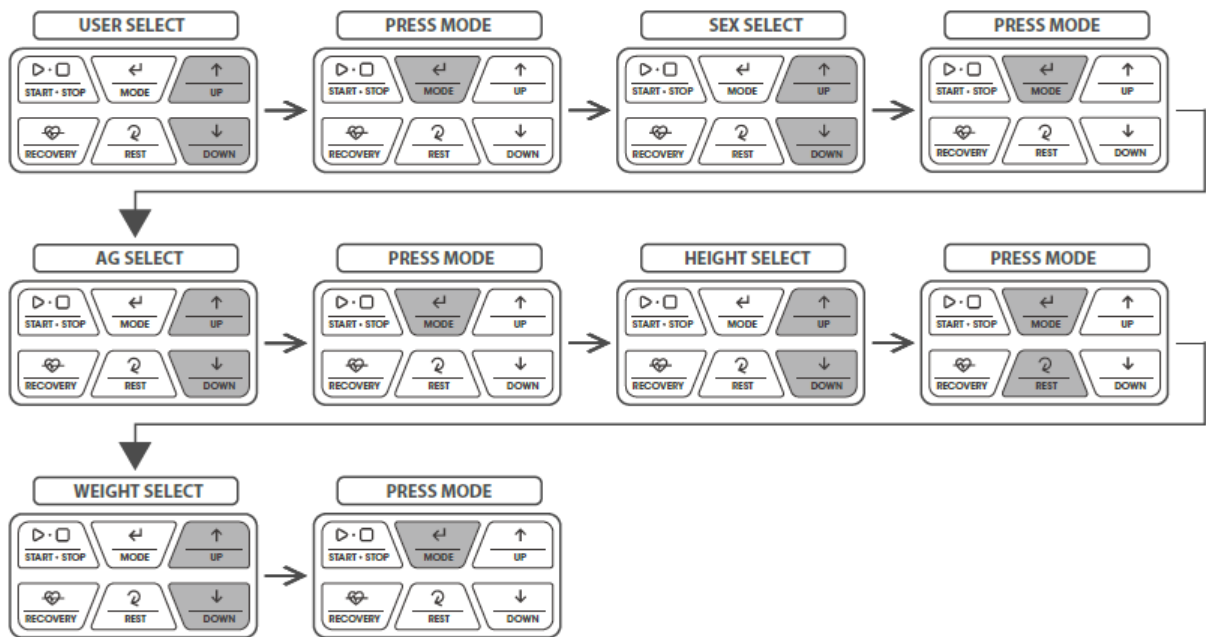 USER SELECT PRESS MODE SEX SELECT PRESS MODE
START • STOP MODE UP START • STOP MODE UP START • STOP MODE UP START • STOP MODE UP
RECOVERY REST DOWN RECOVERY REST DOWN RECOVERY REST DOWN RECOVERY REST DOWN
AG SELECT PRESS MODE HEIGHT SELECT PRESS MODE
START • STOP MODE UP START • STOP MODE UP START • STOP MODE UP START • STOP MODE UP
RECOVERY REST DOWN RECOVERY REST DOWN RECOVERY REST DOWN RECOVERY REST DOWN
WEIGHT SELECT PRESS MODE
START • STOP MODE UP START • STOP MODE UP
RECOVERY REST DOWN RECOVERY REST DOWN